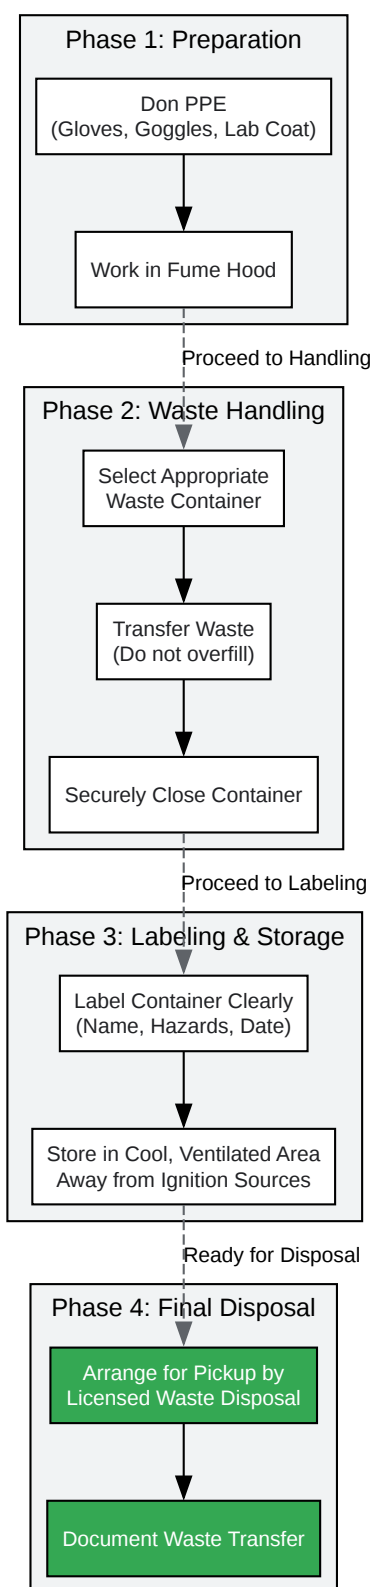 Phase 1: Preparation
Don PPE
(Gloves, Goggles, Lab Coat)
Work in Fume Hood
Proceed to Handling
Phase 2: Waste Handling
Select Appropriate
Waste Container
Transfer Waste
(Do not overfill)
Securely Close Container
Proceed to Labeling
Phase 3: Labeling & Storage
Label Container Clearly
(Name, Hazards, Date)
Store in Cool, Ventilated Area
Away from Ignition Sources
Ready for Disposal
Phase 4: Final Disposal
Arrange for Pickup by
Licensed Waste Disposal
Document Waste Transfer